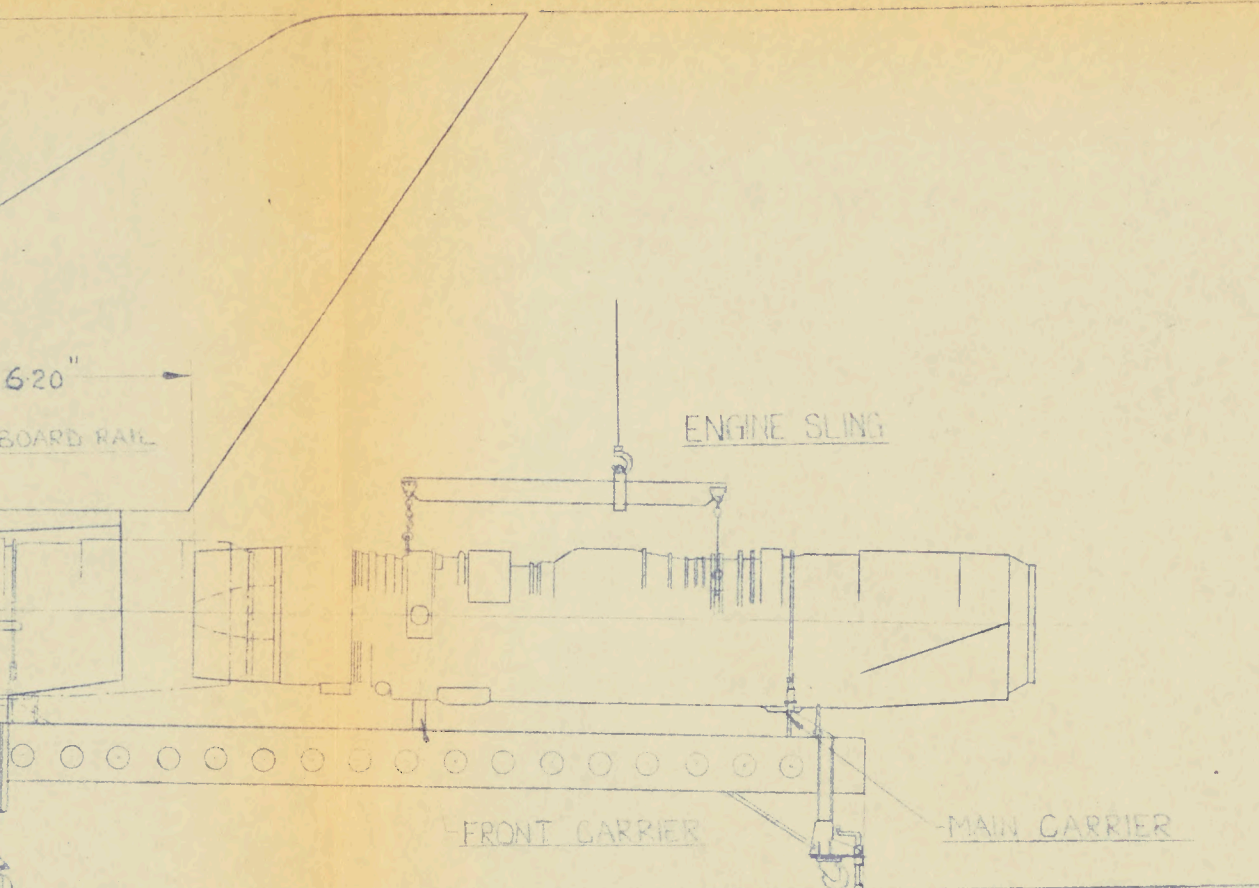 6·20"
BOARD RAIL
ENGINE SLING
FRONT CARRIER
MAIN CARRIER